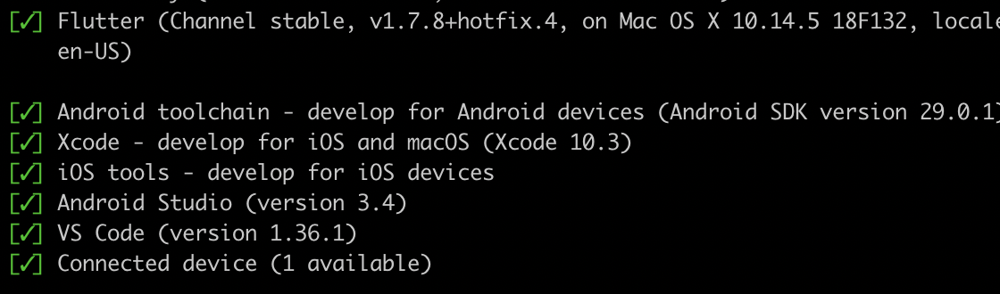 [✓] Flutter (Channel stable, v1.7.8+hotfix.4, on Mac OS X 10.14.5 18F132, locale
en-US)
[✓] Android toolchain - develop for Android devices (Android SDK version 29.0.1)
[✓] Xcode - develop for iOS and macOS (Xcode 10.3)
[✓] iOS tools - develop for iOS devices
[✓] Android Studio (version 3.4)
[✓] VS Code (version 1.36.1)
[✓] Connected device (1 available)